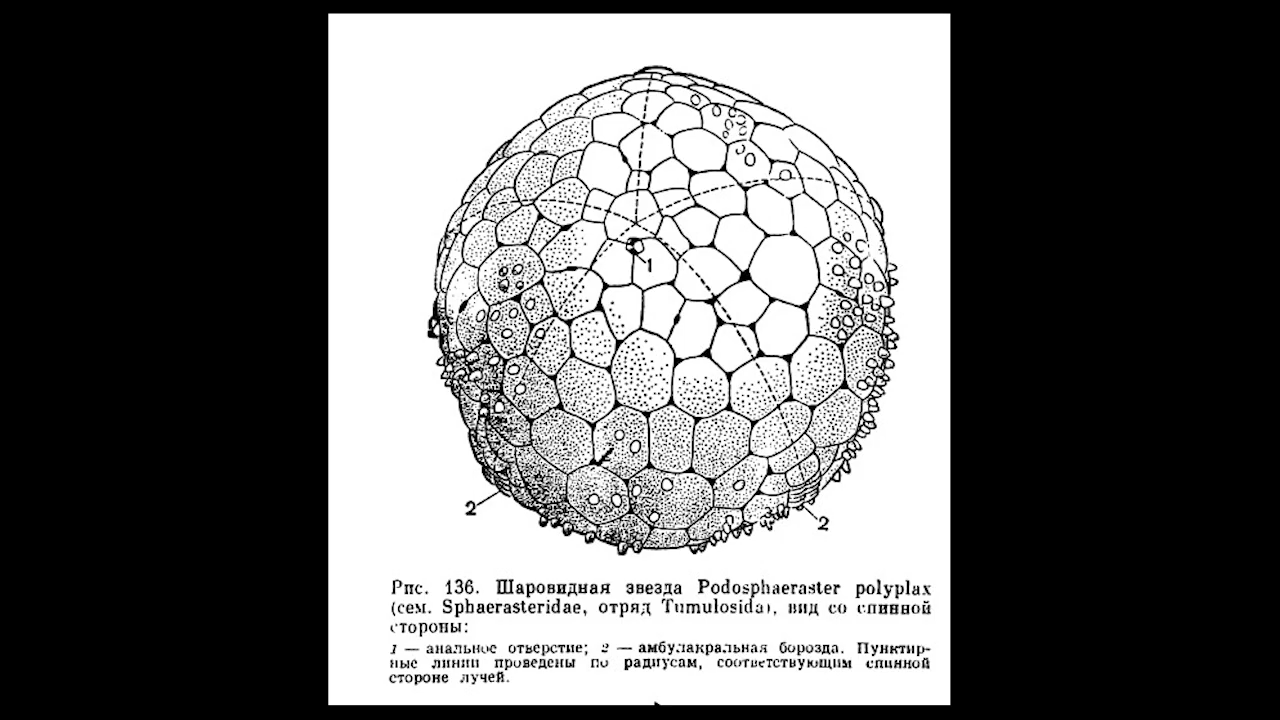 1
2
2
Рис. 136. Шаровидная звезда Podosphaeraster polyplax
(сем. Sphaerasteridae, отряд Tumulosida), вид со спинной
стороны:
1 — анальное отверстие; 2 — амбулакральная борозда. Пунктир-
ные линии проведены по радиусам, соответствующим спинной
стороне лучей.